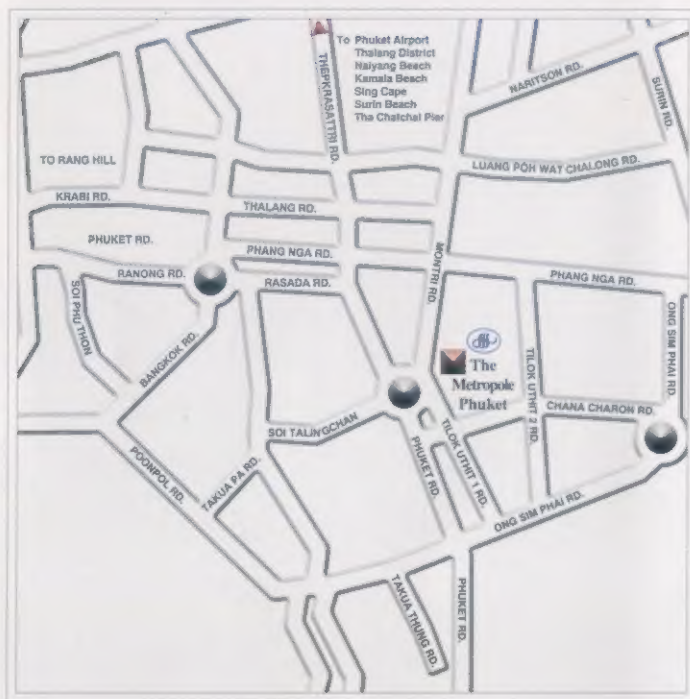 To Phuket Airport
Thalang District
Naiyang Beach
Kamala Beach
Sing Cape
Surin Beach
Tha Chatchai Pier
THEPKRASATTRI RD.
NARITSON RD.
SURIN RD.
TO RANG HILL
LUANG POH WAT CHALONG RD.
KRABI RD.
THALANG RD.
PHUKET RD.
PHANG NGA RD.
MONTRI RD.
RANONG RD.
RASADA RD.
PHANG NGA RD.
SOI PHU THON
BANGKOK RD.
ONG SIM PHAI RD.
The
Metropole
Phuket
TILOK UTHIT 2 RD.
CHANA CHARON RD.
SOI TALINGCHAN
TILOK UTHIT 1 RD.
PHUKET RD.
POONPOL RD.
TAKUA PA RD.
ONG SIM PHAI RD.
TAKUA THUNG RD.
PHUKET RD.